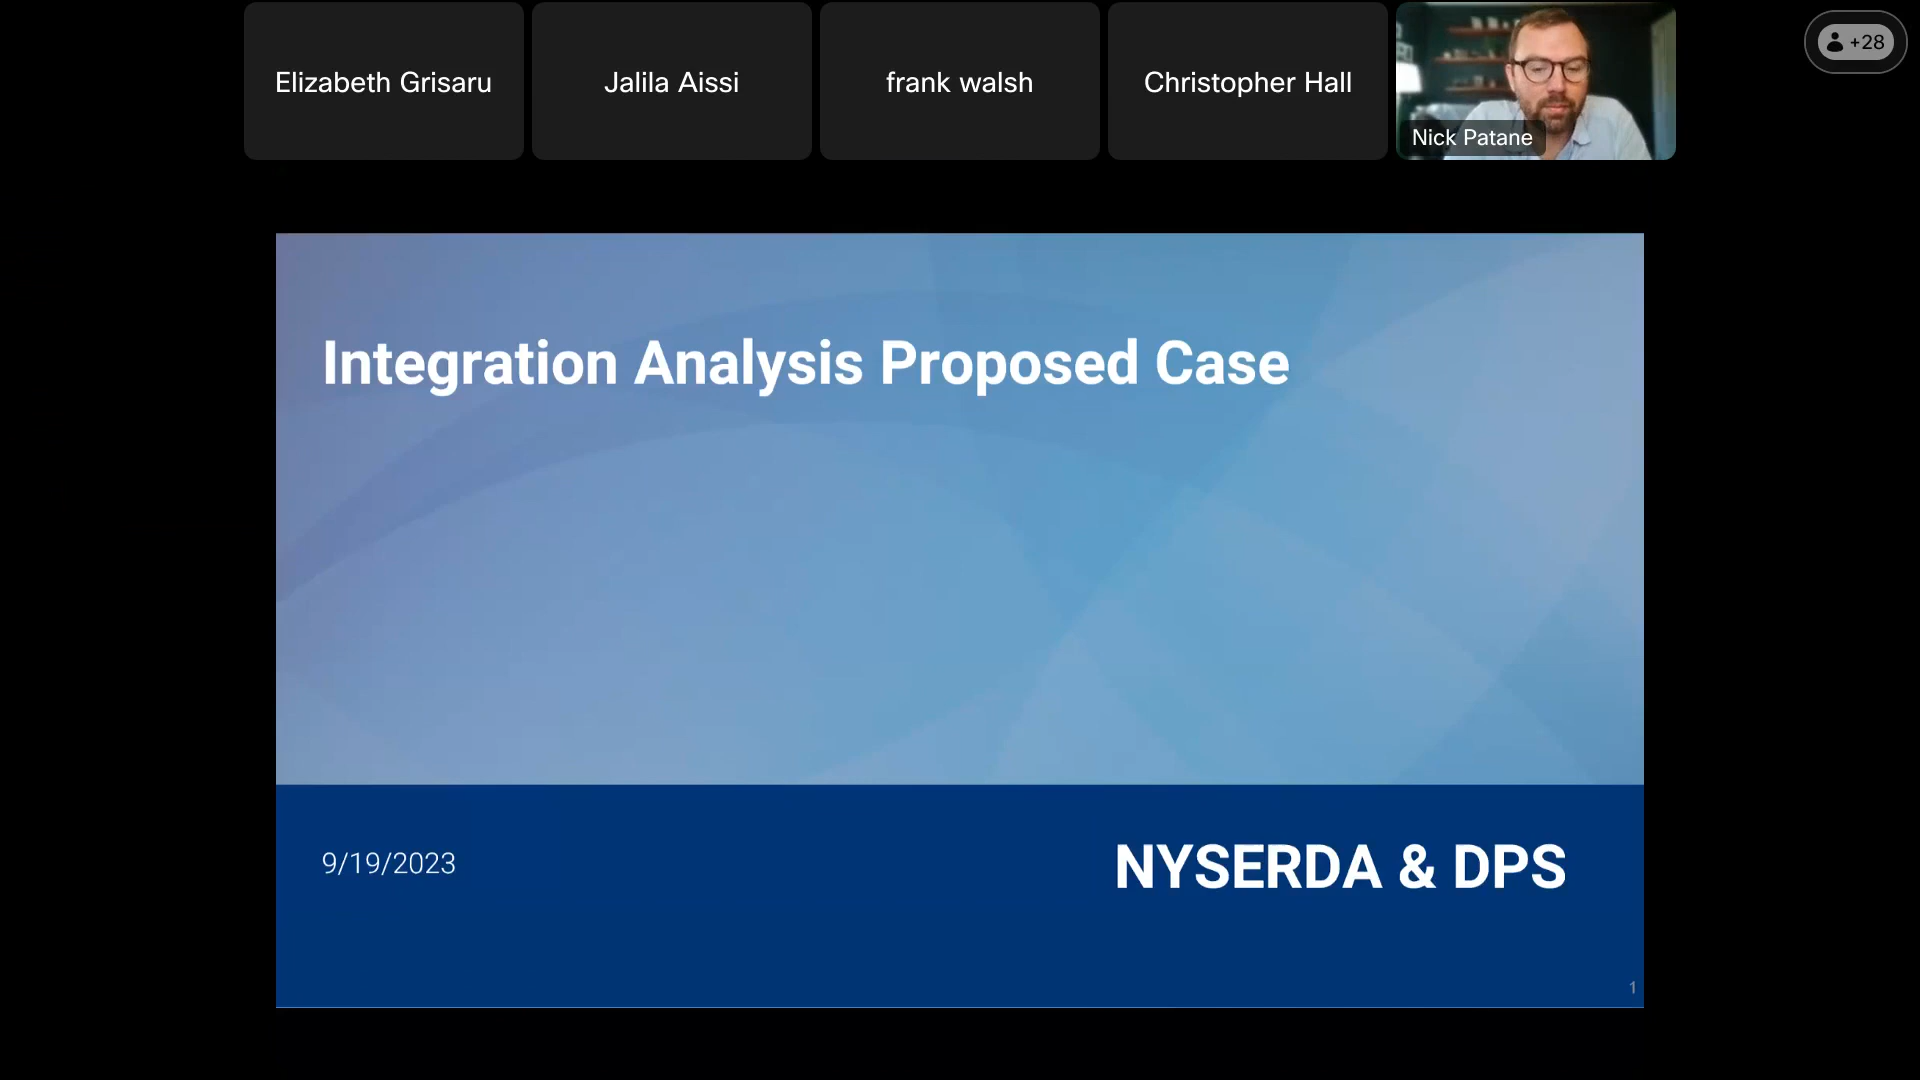 Elizabeth Grisaru
Jalila Aissi
frank walsh
Christopher Hall
Nick Patane
+28
Integration Analysis Proposed Case
9/19/2023
NYSERDA & DPS
1